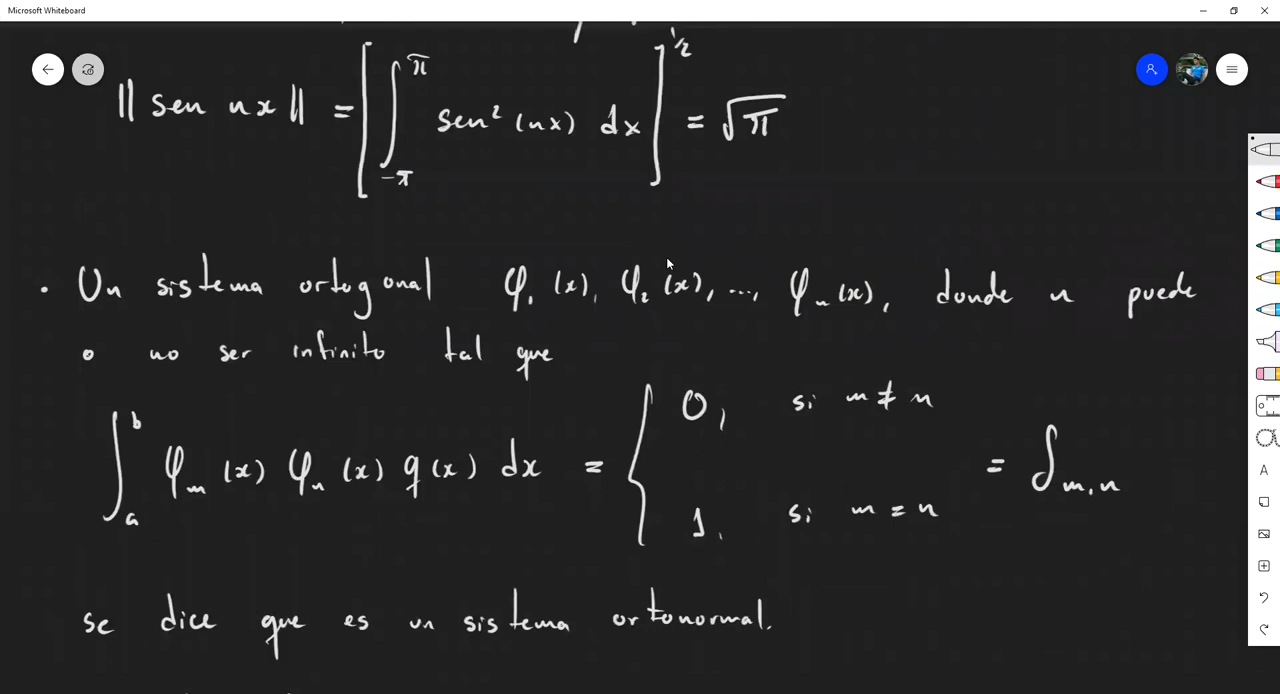 Microsoft Whiteboard
|| sen nx || = [ ∫_{-π}^{π} sen² (nx) dx ]^{1/2} = √π
• Un sistema ortogonal φ₁ (x), φ₂ (x), ..., φₙ (x), donde n puede
o no ser infinito tal que
∫_a^b φₘ (x) φₙ (x) q (x) dx = { 0, si m ≠ n
1, si m = n } = δ_{m,n}
se dice que es un sistema ortonormal.